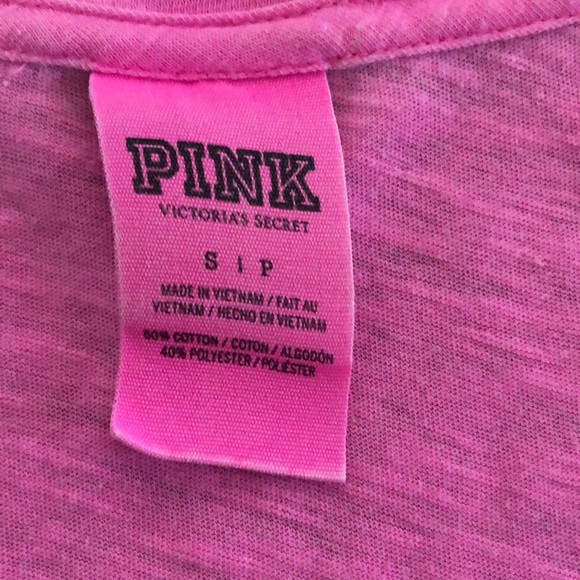 PINK
VICTORIA'S SECRET
S | P
MADE IN VIETNAM / FAIT AU
VIETNAM / HECHO EN VIETNAM
60% COTTON / COTON / ALGODÓN
40% POLYESTER / POLIÉSTER